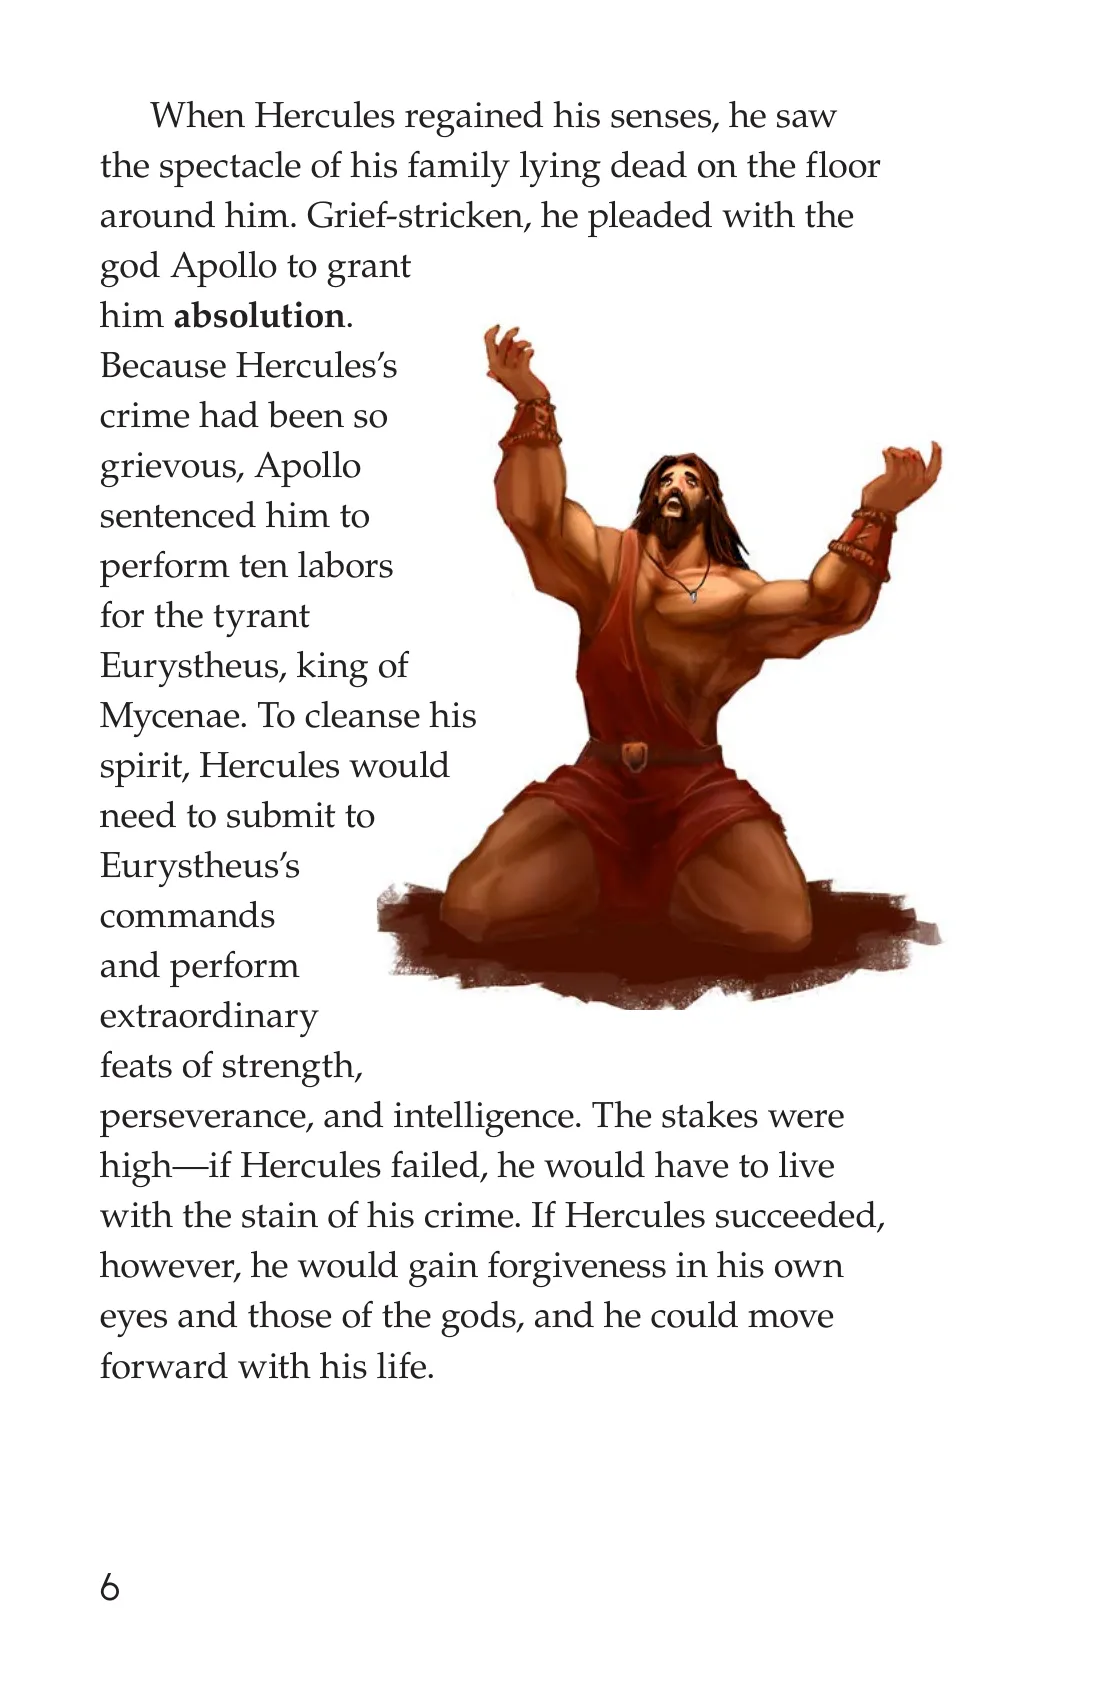 When Hercules regained his senses, he saw
the spectacle of his family lying dead on the floor
around him. Grief-stricken, he pleaded with the
god Apollo to grant
him absolution.
Because Hercules’s
crime had been so
grievous, Apollo
sentenced him to
perform ten labors
for the tyrant
Eurystheus, king of
Mycenae. To cleanse his
spirit, Hercules would
need to submit to
Eurystheus’s
commands
and perform
extraordinary
feats of strength,
perseverance, and intelligence. The stakes were
high—if Hercules failed, he would have to live
with the stain of his crime. If Hercules succeeded,
however, he would gain forgiveness in his own
eyes and those of the gods, and he could move
forward with his life.
6